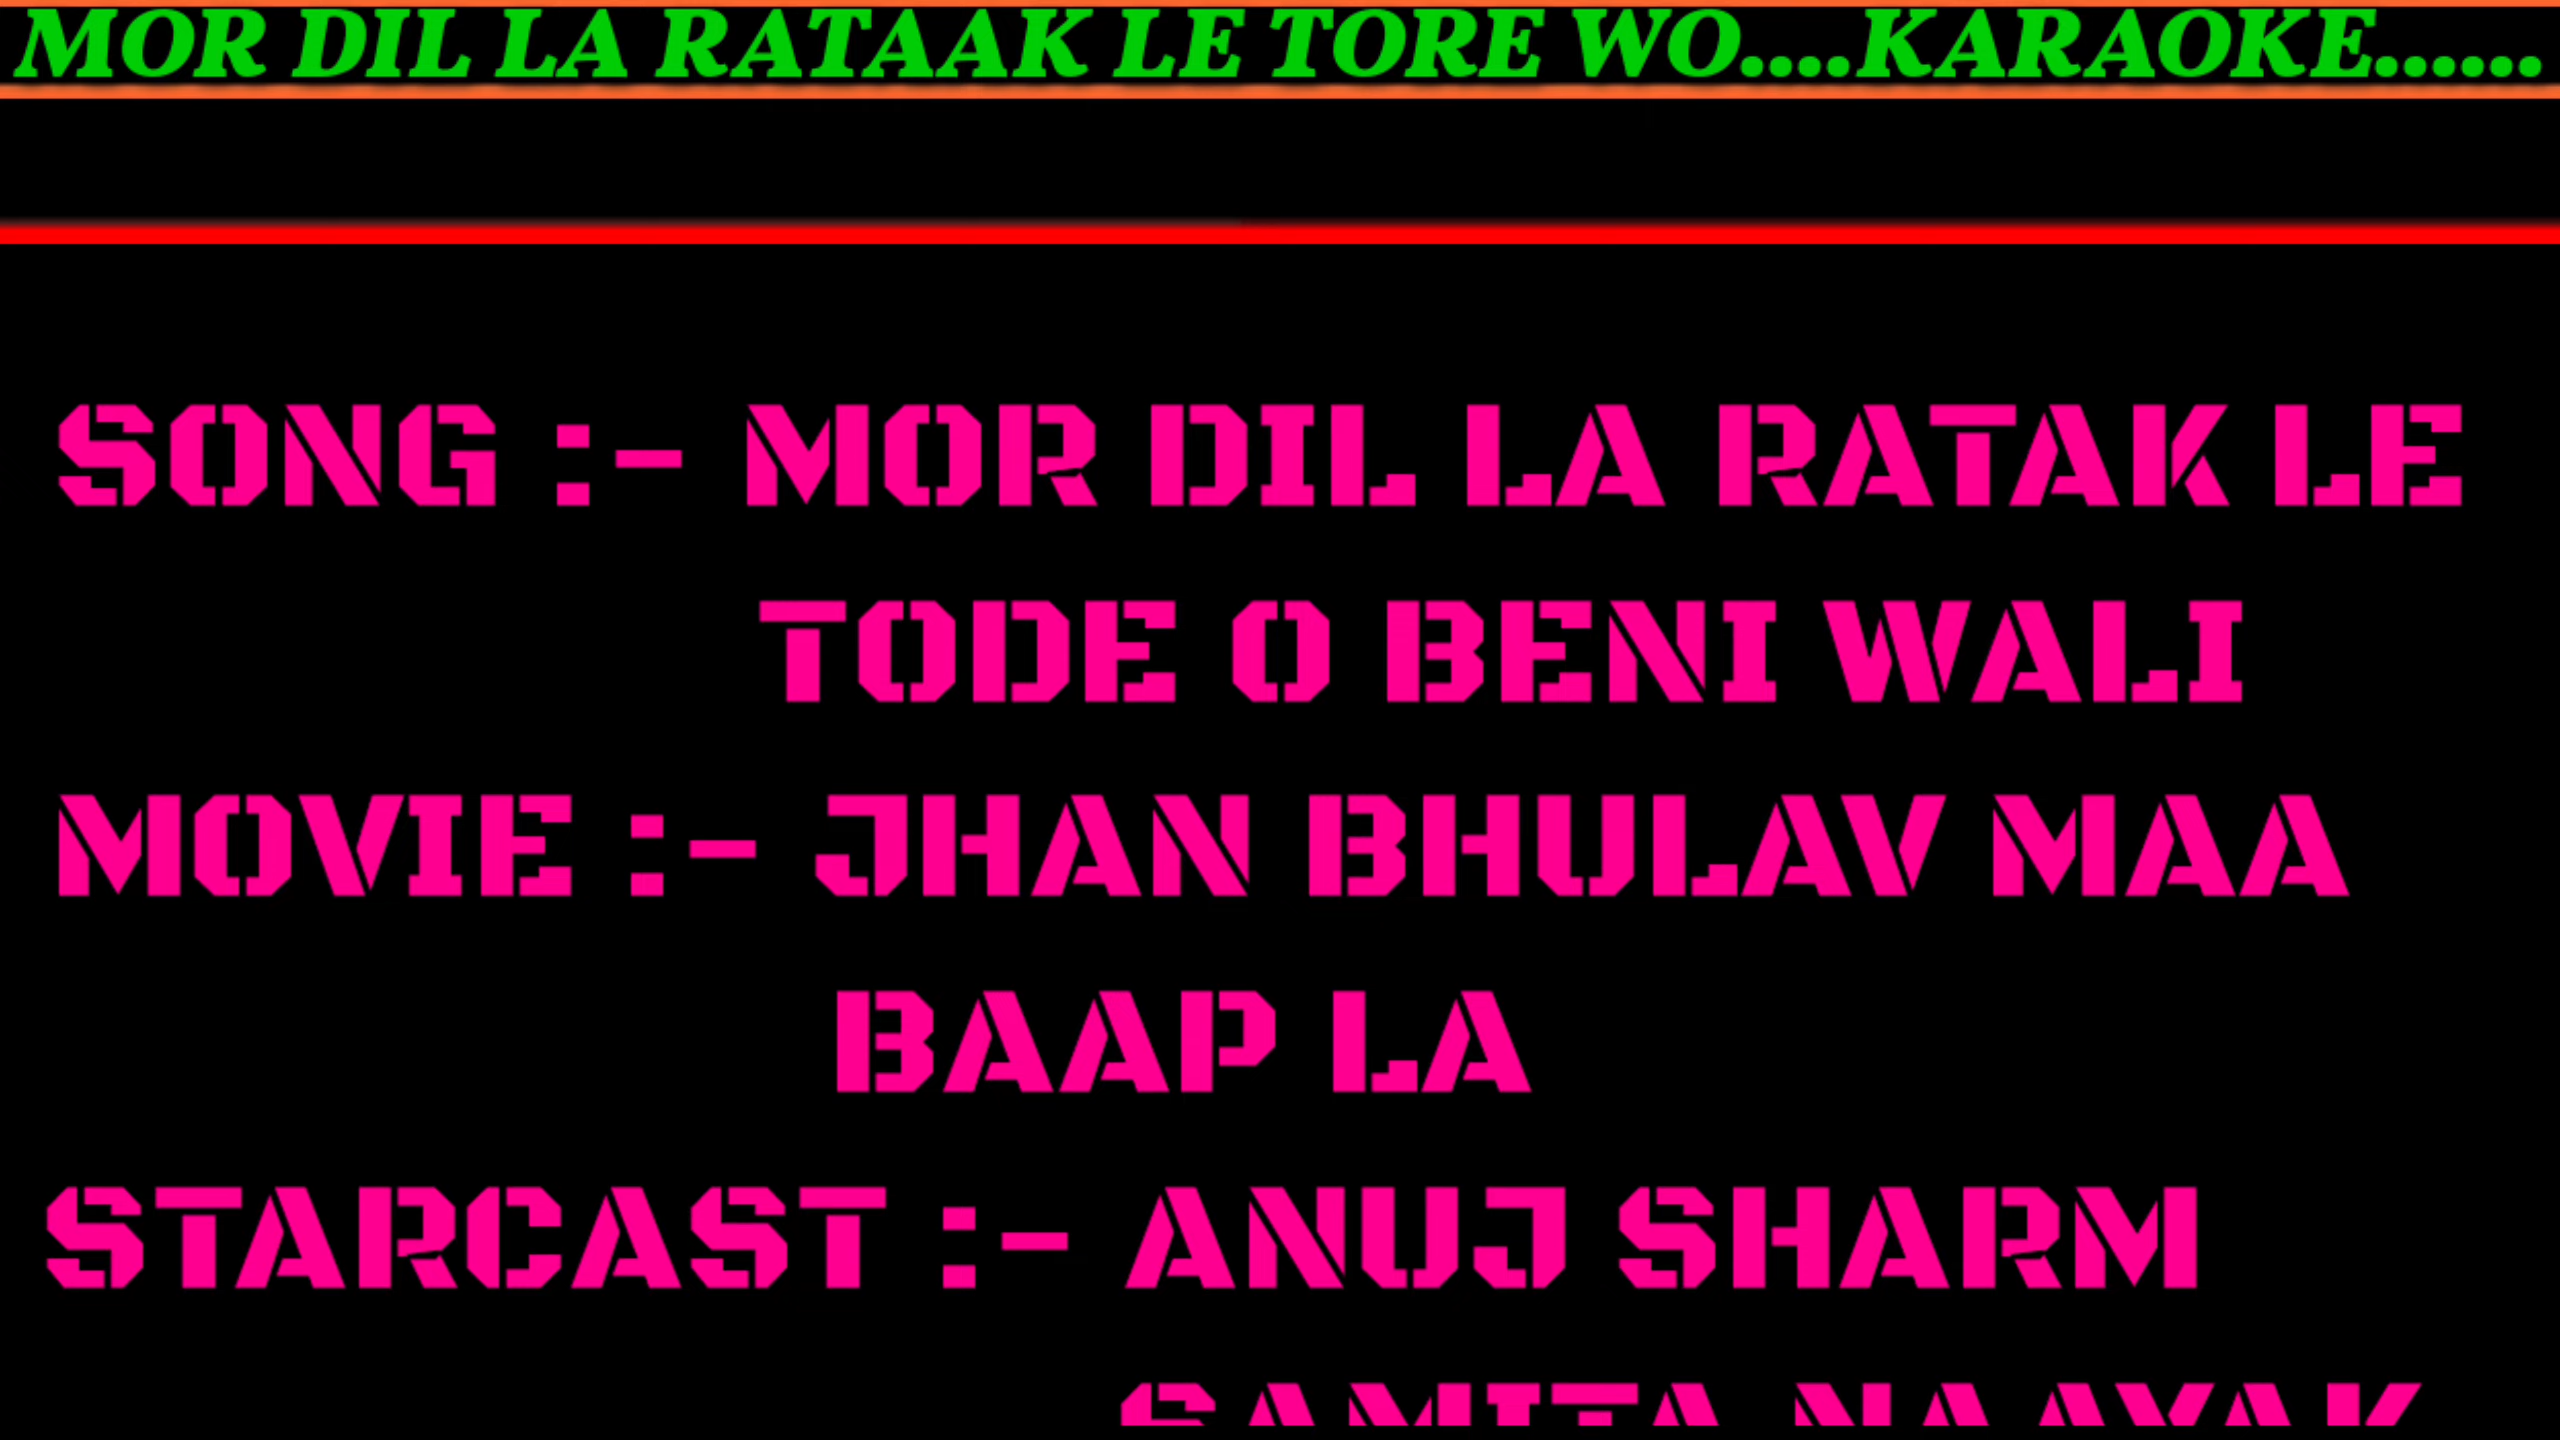 MOR DIL LA RATAAK LE TORE WO....KARAOKE......
SONG :- MOR DIL LA RATAK LE
TODE O BENI WALI
MOVIE :- JHAN BHULAV MAA
BAAP LA
STARCAST :- ANUJ SHARM